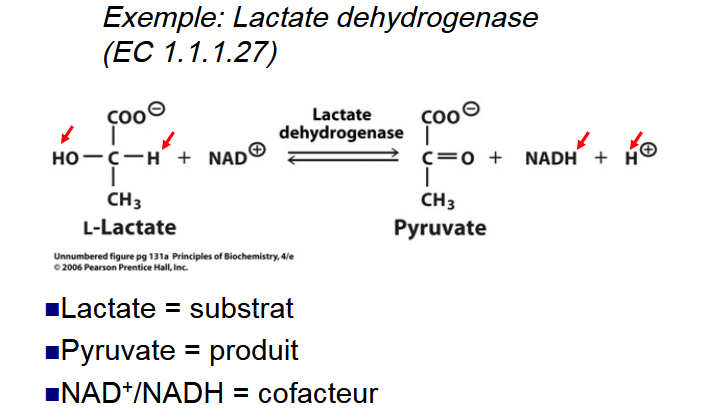 Exemple: Lactate dehydrogenase
(EC 1.1.1.27)
COO⊖
Lactate
dehydrogenase
COO⊖
HO—C—H + NAD⊕
C=O + NADH + H⊕
CH₃
CH₃
L-Lactate
Pyruvate
Unnumbered figure pg 131a Principles of Biochemistry, 4/e
© 2006 Pearson Prentice Hall, Inc.
■Lactate = substrat
■Pyruvate = produit
■NAD⁺/NADH = cofacteur